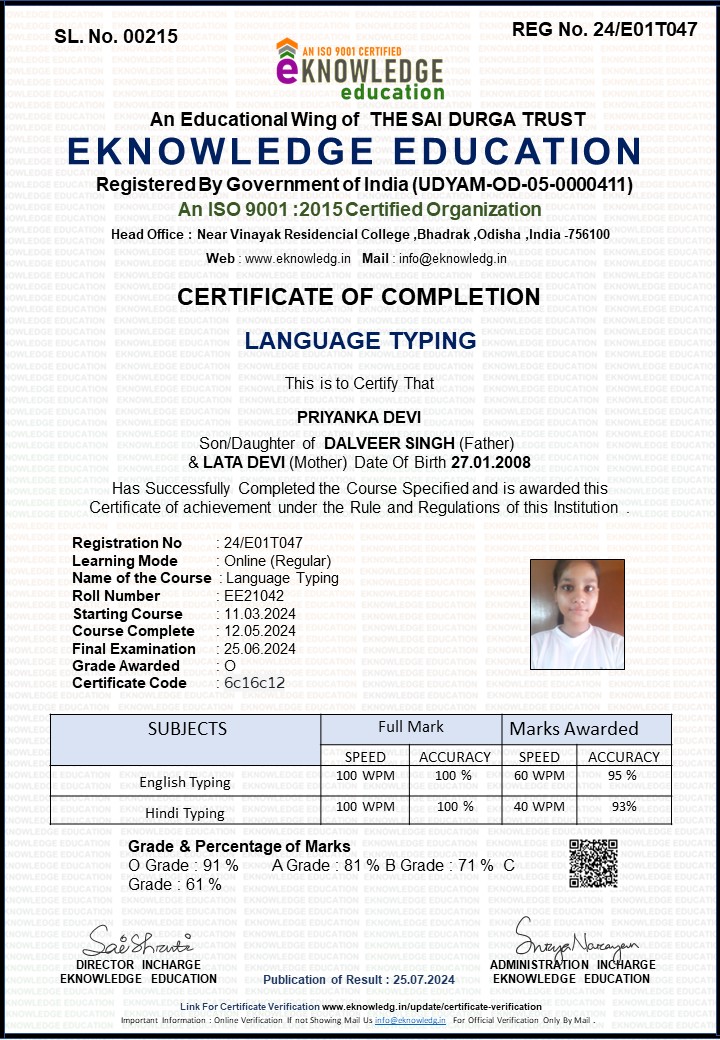 SL. No. 00215
REG No. 24/E01T047
AN ISO 9001 CERTIFIED
eKNOWLEDGE
education
An Educational Wing of THE SAI DURGA TRUST
EKNOWLEDGE EDUCATION
Registered By Government of India (UDYAM-OD-05-0000411)
An ISO 9001 :2015 Certified Organization
Head Office : Near Vinayak Residencial College ,Bhadrak ,Odisha ,India -756100
Web : www.eknowledg.in Mail : info@eknowledg.in
CERTIFICATE OF COMPLETION
LANGUAGE TYPING
This is to Certify That
PRIYANKA DEVI
Son/Daughter of DALVEER SINGH (Father)
& LATA DEVI (Mother) Date Of Birth 27.01.2008
Has Successfully Completed the Course Specified and is awarded this
Certificate of achievement under the Rule and Regulations of this Institution .
Registration No : 24/E01T047
Learning Mode : Online (Regular)
Name of the Course : Language Typing
Roll Number : EE21042
Starting Course : 11.03.2024
Course Complete : 12.05.2024
Final Examination : 25.06.2024
Grade Awarded : O
Certificate Code : 6c16c12
SUBJECTS Full Mark Marks Awarded
SPEED ACCURACY SPEED ACCURACY
English Typing 100 WPM 100 % 60 WPM 95 %
Hindi Typing 100 WPM 100 % 40 WPM 93%
Grade & Percentage of Marks
O Grade : 91 % A Grade : 81 % B Grade : 71 % C
Grade : 61 %
DIRECTOR INCHARGE
EKNOWLEDGE EDUCATION
Publication of Result : 25.07.2024
ADMINISTRATION INCHARGE
EKNOWLEDGE EDUCATION
Link For Certificate Verification www.eknowledg.in/update/certificate-verification
Important Information : Online Verification If not Showing Mail Us info@eknowledg.in For Official Verification Only By Mail .